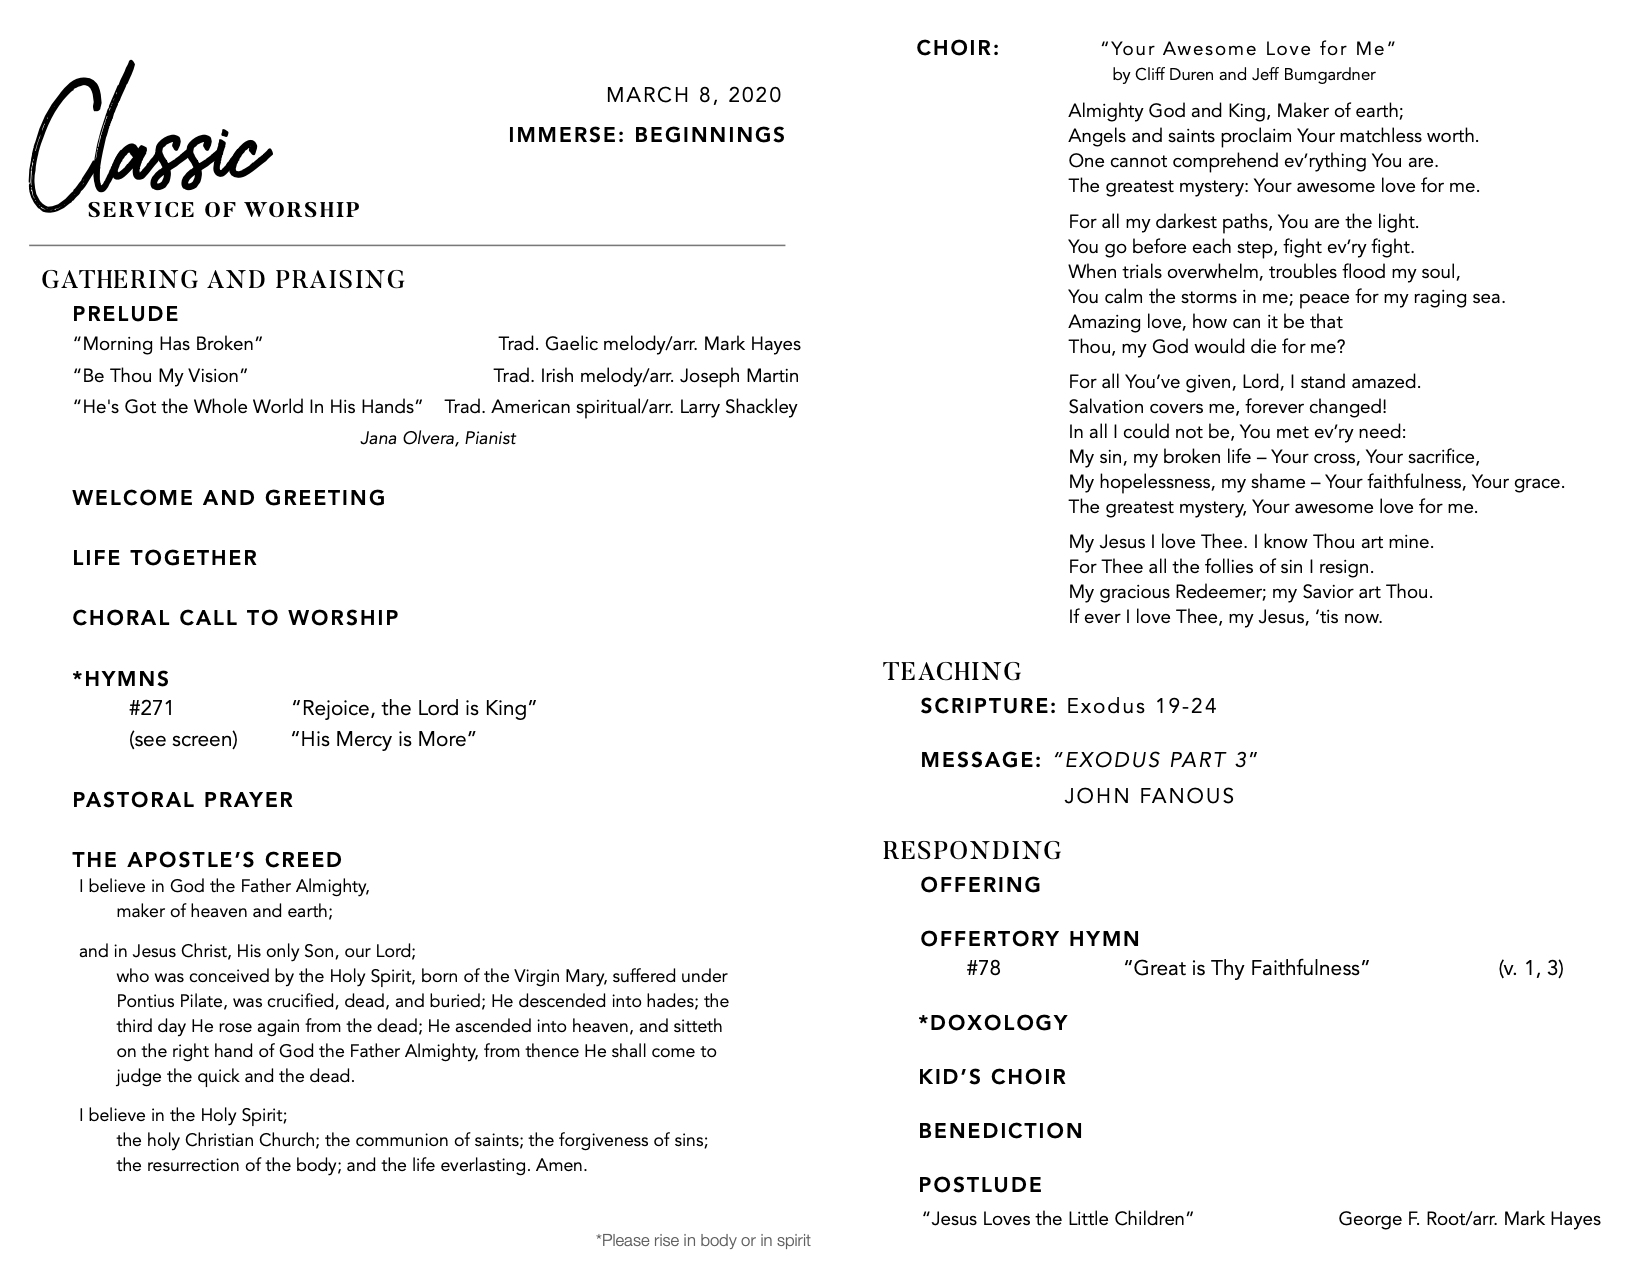 Classic
SERVICE OF WORSHIP
MARCH 8, 2020
IMMERSE: BEGINNINGS
GATHERING AND PRAISING
PRELUDE
“Morning Has Broken” Trad. Gaelic melody/arr. Mark Hayes
“Be Thou My Vision” Trad. Irish melody/arr. Joseph Martin
“He's Got the Whole World In His Hands” Trad. American spiritual/arr. Larry Shackley
Jana Olvera, Pianist
WELCOME AND GREETING
LIFE TOGETHER
CHORAL CALL TO WORSHIP
*HYMNS
#271 “Rejoice, the Lord is King”
(see screen) “His Mercy is More”
PASTORAL PRAYER
THE APOSTLE’S CREED
I believe in God the Father Almighty,
maker of heaven and earth;
and in Jesus Christ, His only Son, our Lord;
who was conceived by the Holy Spirit, born of the Virgin Mary, suffered under
Pontius Pilate, was crucified, dead, and buried; He descended into hades; the
third day He rose again from the dead; He ascended into heaven, and sitteth
on the right hand of God the Father Almighty, from thence He shall come to
judge the quick and the dead.
I believe in the Holy Spirit;
the holy Christian Church; the communion of saints; the forgiveness of sins;
the resurrection of the body; and the life everlasting. Amen.
*Please rise in body or in spirit
CHOIR: “Your Awesome Love for Me”
by Cliff Duren and Jeff Bumgardner
Almighty God and King, Maker of earth;
Angels and saints proclaim Your matchless worth.
One cannot comprehend ev’rything You are.
The greatest mystery: Your awesome love for me.
For all my darkest paths, You are the light.
You go before each step, fight ev’ry fight.
When trials overwhelm, troubles flood my soul,
You calm the storms in me; peace for my raging sea.
Amazing love, how can it be that
Thou, my God would die for me?
For all You’ve given, Lord, I stand amazed.
Salvation covers me, forever changed!
In all I could not be, You met ev’ry need:
My sin, my broken life – Your cross, Your sacrifice,
My hopelessness, my shame – Your faithfulness, Your grace.
The greatest mystery, Your awesome love for me.
My Jesus I love Thee. I know Thou art mine.
For Thee all the follies of sin I resign.
My gracious Redeemer; my Savior art Thou.
If ever I love Thee, my Jesus, ‘tis now.
TEACHING
SCRIPTURE: Exodus 19-24
MESSAGE: “EXODUS PART 3”
JOHN FANOUS
RESPONDING
OFFERING
OFFERTORY HYMN
#78 “Great is Thy Faithfulness” (v. 1, 3)
*DOXOLOGY
KID’S CHOIR
BENEDICTION
POSTLUDE
“Jesus Loves the Little Children” George F. Root/arr. Mark Hayes